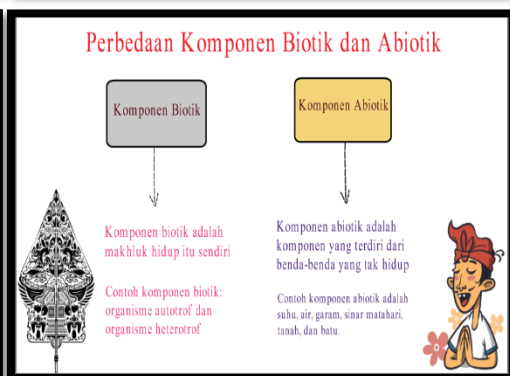 Perbedaan Komponen Biotik dan Abiotik
Komponen Biotik
Komponen biotik adalah
makhluk hidup itu sendiri
Contoh komponen biotik:
organisme autotrof dan
organisme heterotrof
Komponen Abiotik
Komponen abiotik adalah
komponen yang terdiri dari
benda-benda yang tak hidup
Contoh komponen abiotik adalah
suhu, air, garam, sinar matahari,
tanah, dan batu.